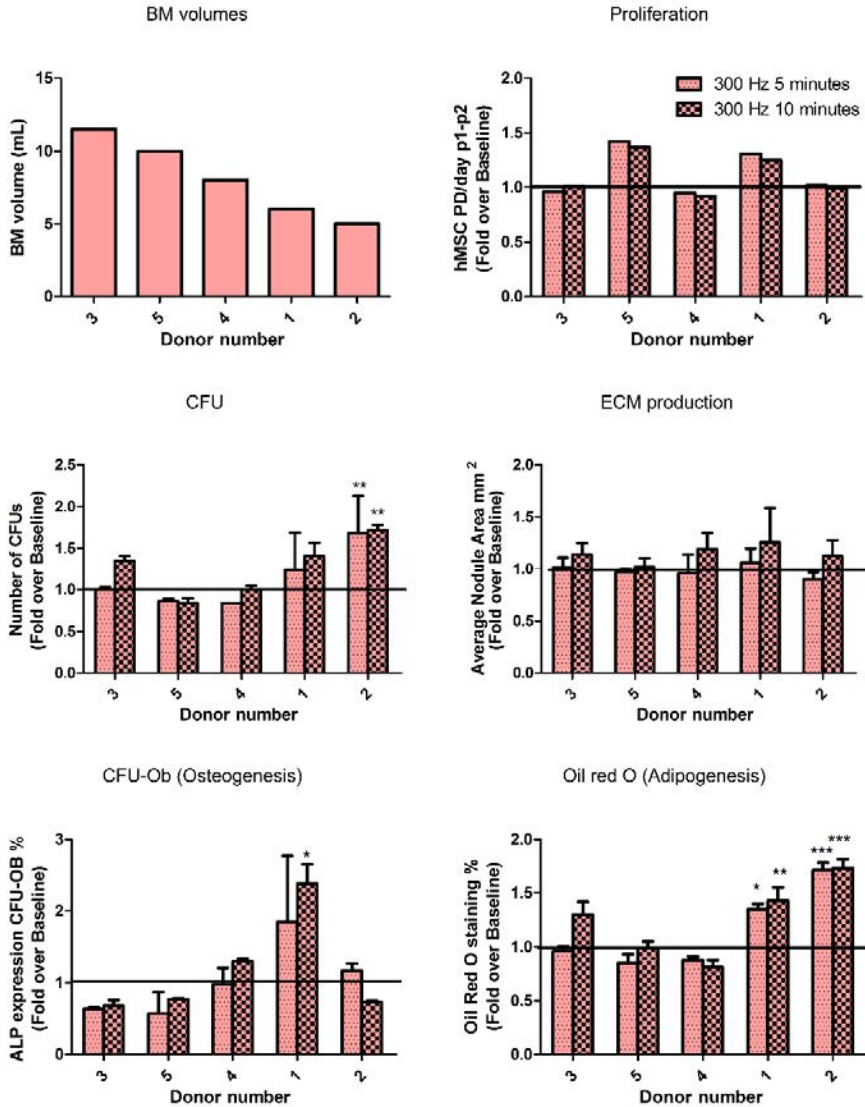 BM volumes
15
10
5
0
BM volume (mL)
3 5 4 1 2
Donor number
Proliferation
2.0
1.5
1.0
0.5
0.0
hMSC PD/day p1-p2
(Fold over Baseline)
300 Hz 5 minutes
300 Hz 10 minutes
3 5 4 1 2
Donor number
CFU
2.5
2.0
1.5
1.0
0.5
0.0
Number of CFUs
(Fold over Baseline)
** **
3 5 4 1 2
Donor number
ECM production
2.0
1.5
1.0
0.5
0.0
Average Nodule Area mm ²
(Fold over Baseline)
3 5 4 1 2
Donor number
CFU-Ob (Osteogenesis)
3
2
1
0
ALP expression CFU-OB %
(Fold over Baseline)
*
3 5 4 1 2
Donor number
Oil red O (Adipogenesis)
2.0
1.5
1.0
0.5
0.0
Oil Red O staining %
(Fold over Baseline)
* ** *** ***
3 5 4 1 2
Donor number